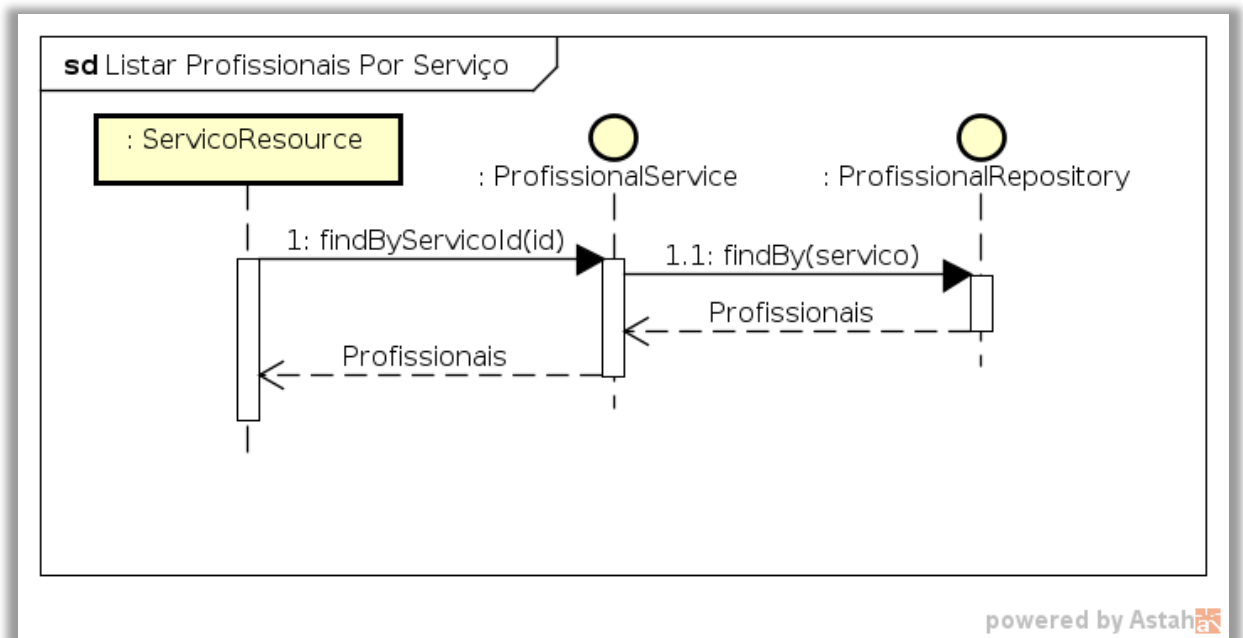 sd Listar Profissionais Por Serviço
: ServicoResource
: ProfissionalService
: ProfissionalRepository
1: findByServicoId(id)
1.1: findBy(servico)
Profissionais
Profissionais
powered by Astah